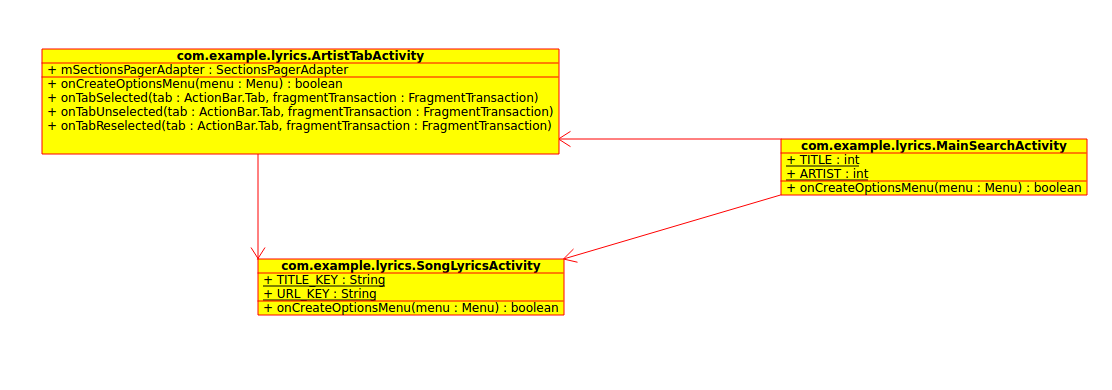 com.example.lyrics.ArtistTabActivity
+ mSectionsPagerAdapter : SectionsPagerAdapter
+ onCreateOptionsMenu(menu : Menu) : boolean
+ onTabSelected(tab : ActionBar.Tab, fragmentTransaction : FragmentTransaction)
+ onTabUnselected(tab : ActionBar.Tab, fragmentTransaction : FragmentTransaction)
+ onTabReselected(tab : ActionBar.Tab, fragmentTransaction : FragmentTransaction)
com.example.lyrics.MainSearchActivity
+ TITLE : int
+ ARTIST : int
+ onCreateOptionsMenu(menu : Menu) : boolean
com.example.lyrics.SongLyricsActivity
+ TITLE_KEY : String
+ URL_KEY : String
+ onCreateOptionsMenu(menu : Menu) : boolean